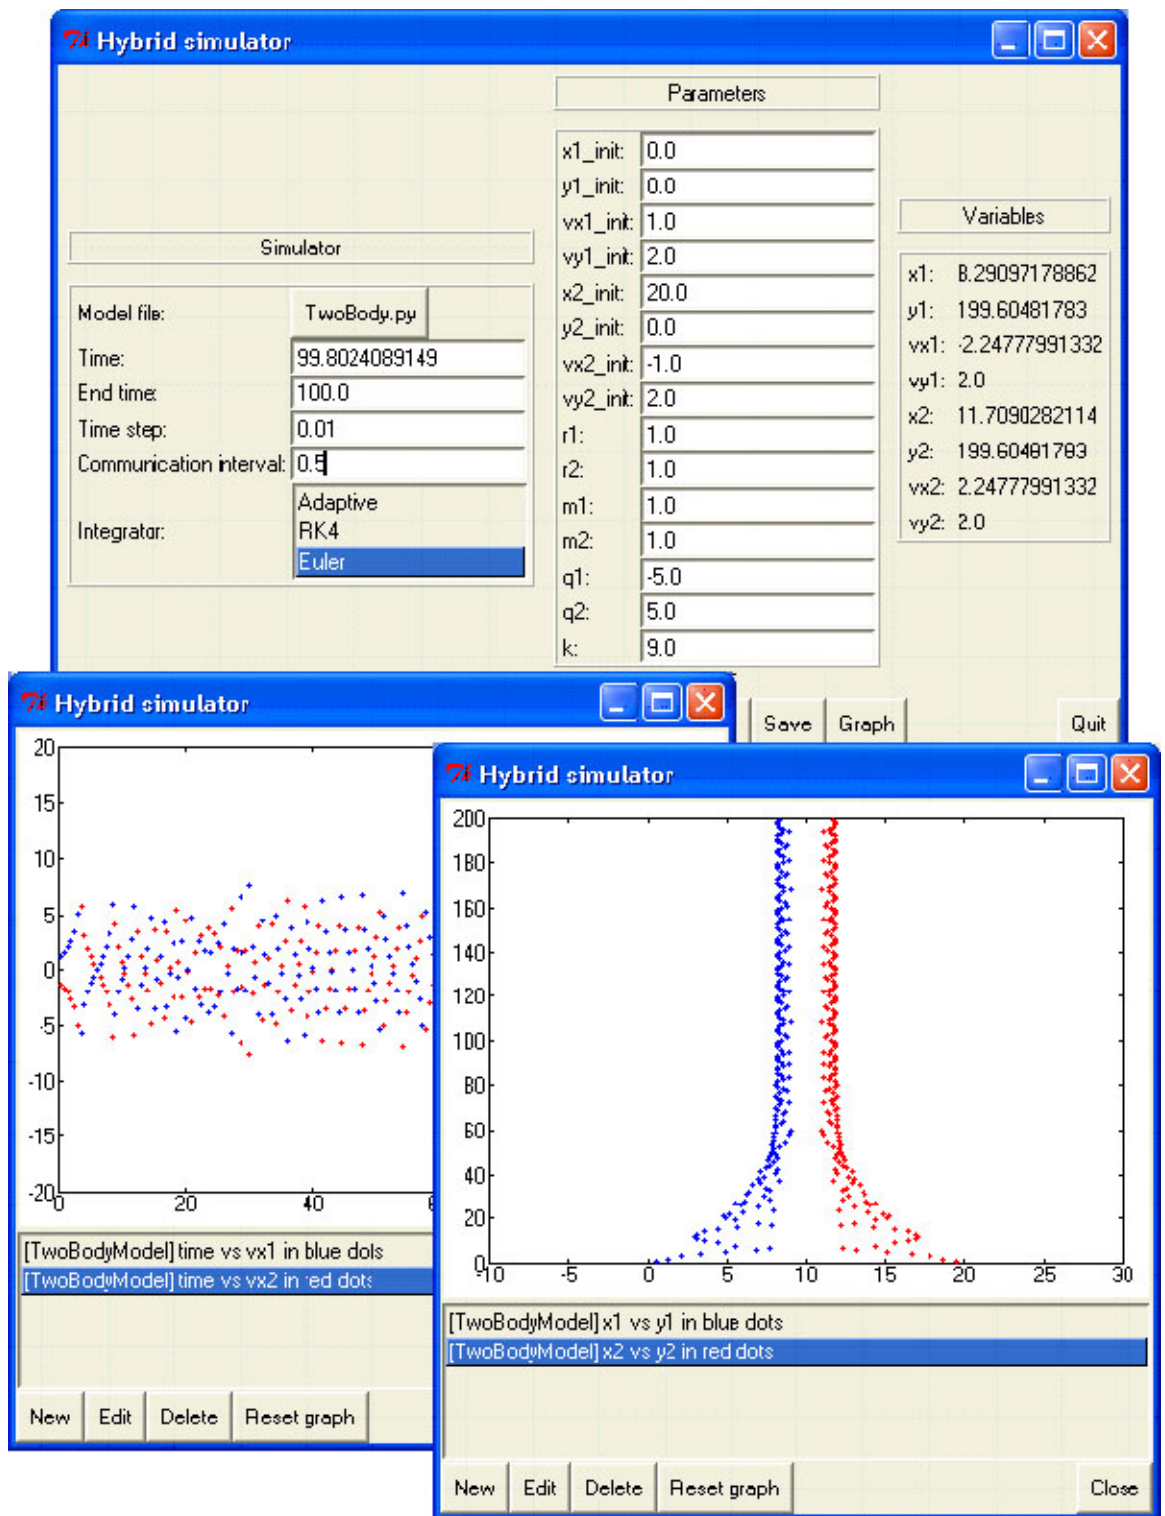 Hybrid simulator
Parameters
x1_init: 0.0
y1_init: 0.0
vx1_init: 1.0
vy1_init: 2.0
x2_init: 20.0
y2_init: 0.0
vx2_init: -1.0
vy2_init: 2.0
r1: 1.0
r2: 1.0
m1: 1.0
m2: 1.0
q1: -5.0
q2: 5.0
k: 9.0
Simulator
Model file: TwoBody.py
Time: 99.8024089149
End time: 100.0
Time step: 0.01
Communication interval: 0.5
Integrator:
Adaptive
RK4
Euler
Variables
x1: 8.29097178862
y1: 199.60481783
vx1: -2.24777991332
vy1: 2.0
x2: 11.7090282114
y2: 199.60481783
vx2: 2.24777991332
vy2: 2.0
Save Graph Quit
Hybrid simulator
20
15
10
5
0
-5
-10
-15
-20
0 20 40
[TwoBodyModel] time vs vx1 in blue dots
[TwoBodyModel] time vs vx2 in red dots
New Edit Delete Reset graph
Hybrid simulator
200
180
160
140
120
100
80
60
40
20
0
-10 -5 0 5 10 15 20 25 30
[TwoBodyModel] x1 vs y1 in blue dots
[TwoBodyModel] x2 vs y2 in red dots
New Edit Delete Reset graph Close